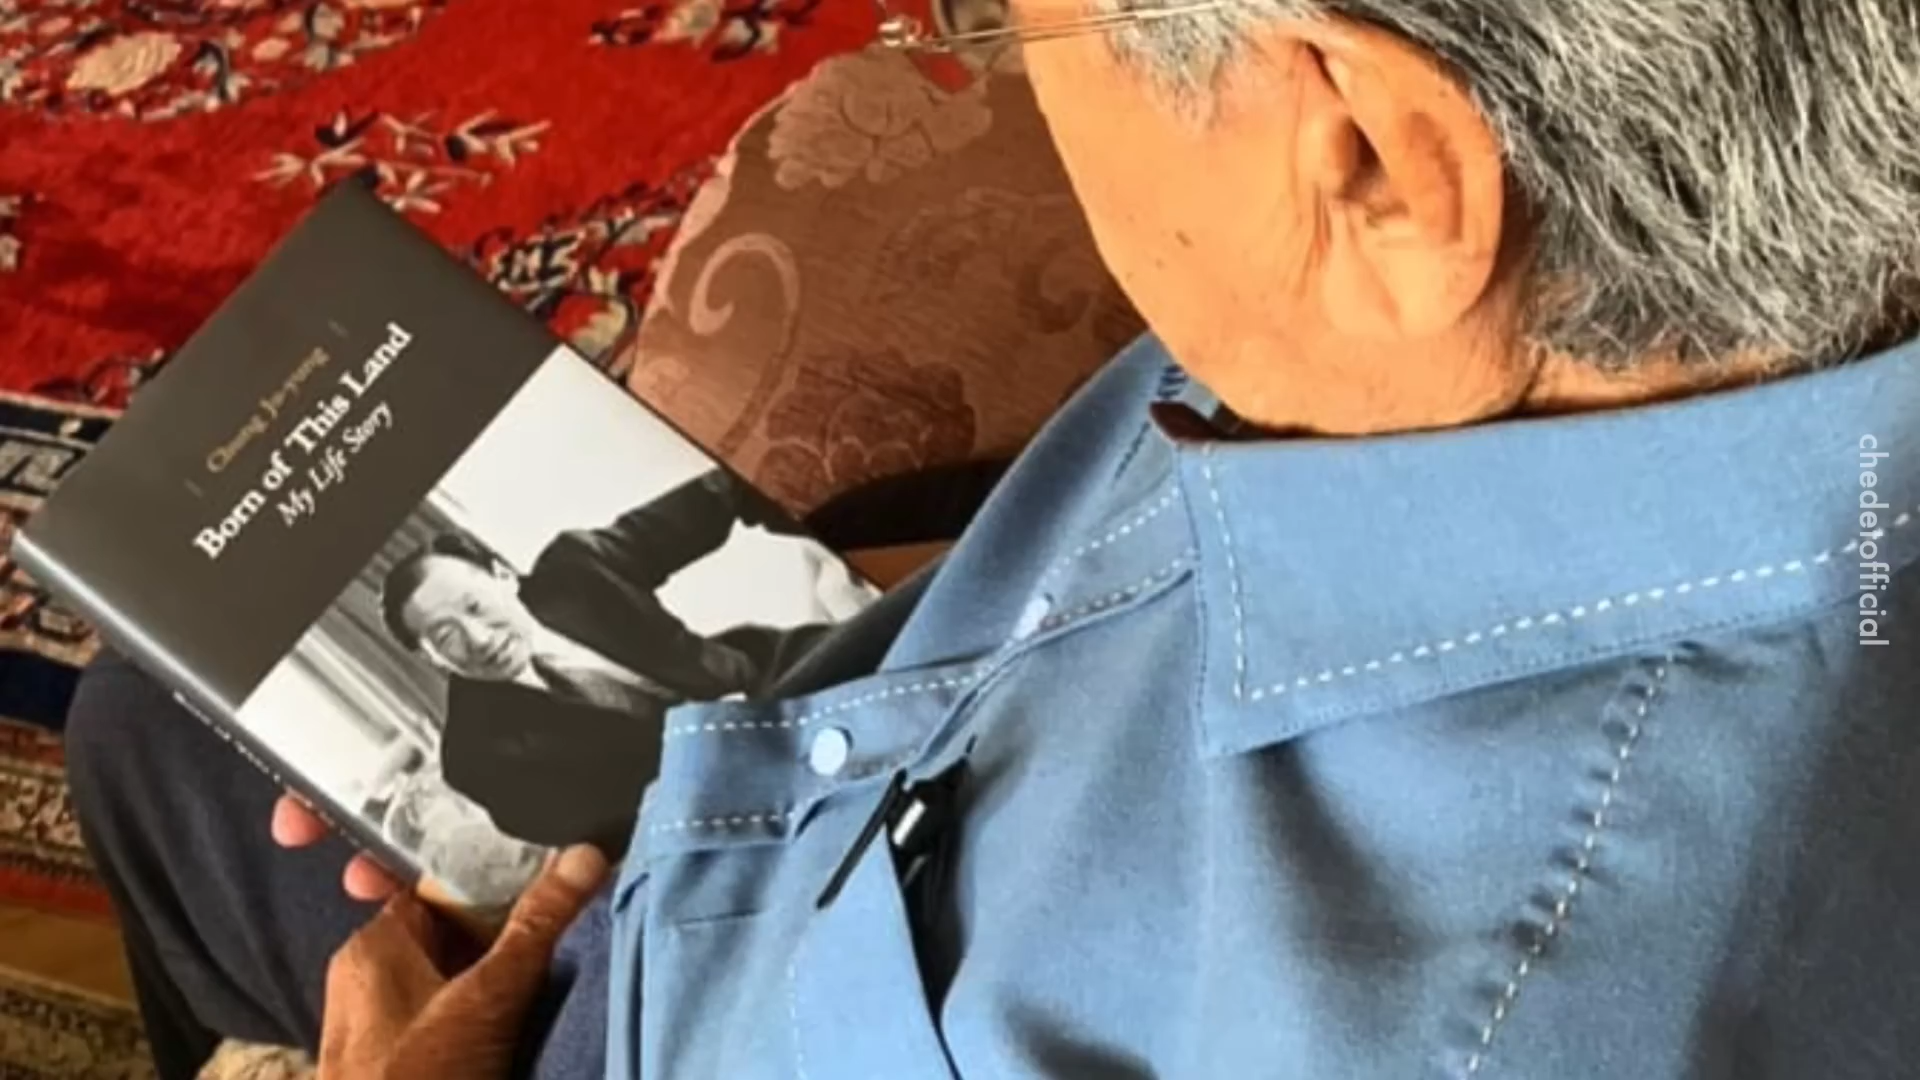 Chung Ju-yung
Born of This Land
My Life Story
chedetofficial